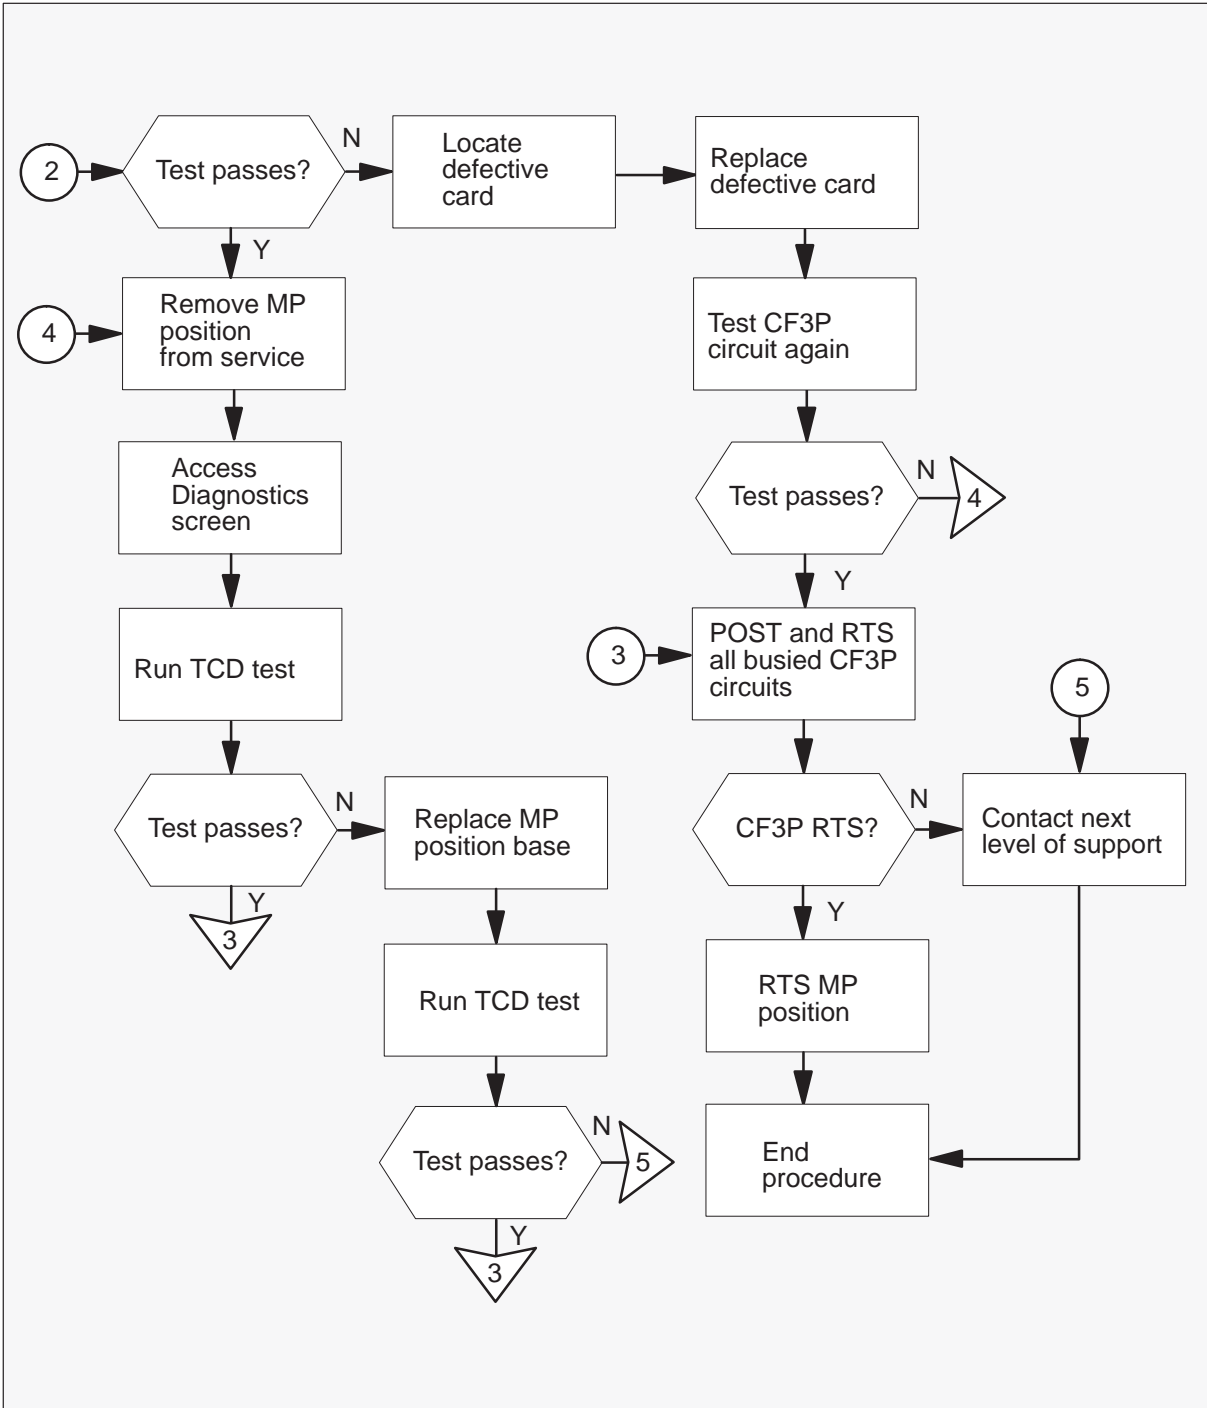 2
Test passes?
N
Locate
defective
card
Replace
defective card
Y
4
Remove MP
position
from service
Test CF3P
circuit again
Access
Diagnostics
screen
Test passes?
N
4
Y
Run TCD test
3
POST and RTS
all busied CF3P
circuits
5
Test passes?
N
Replace MP
position base
CF3P RTS?
N
Contact next
level of support
Y
3
Y
Run TCD test
RTS MP
position
Test passes?
N
5
End
procedure
Y
3